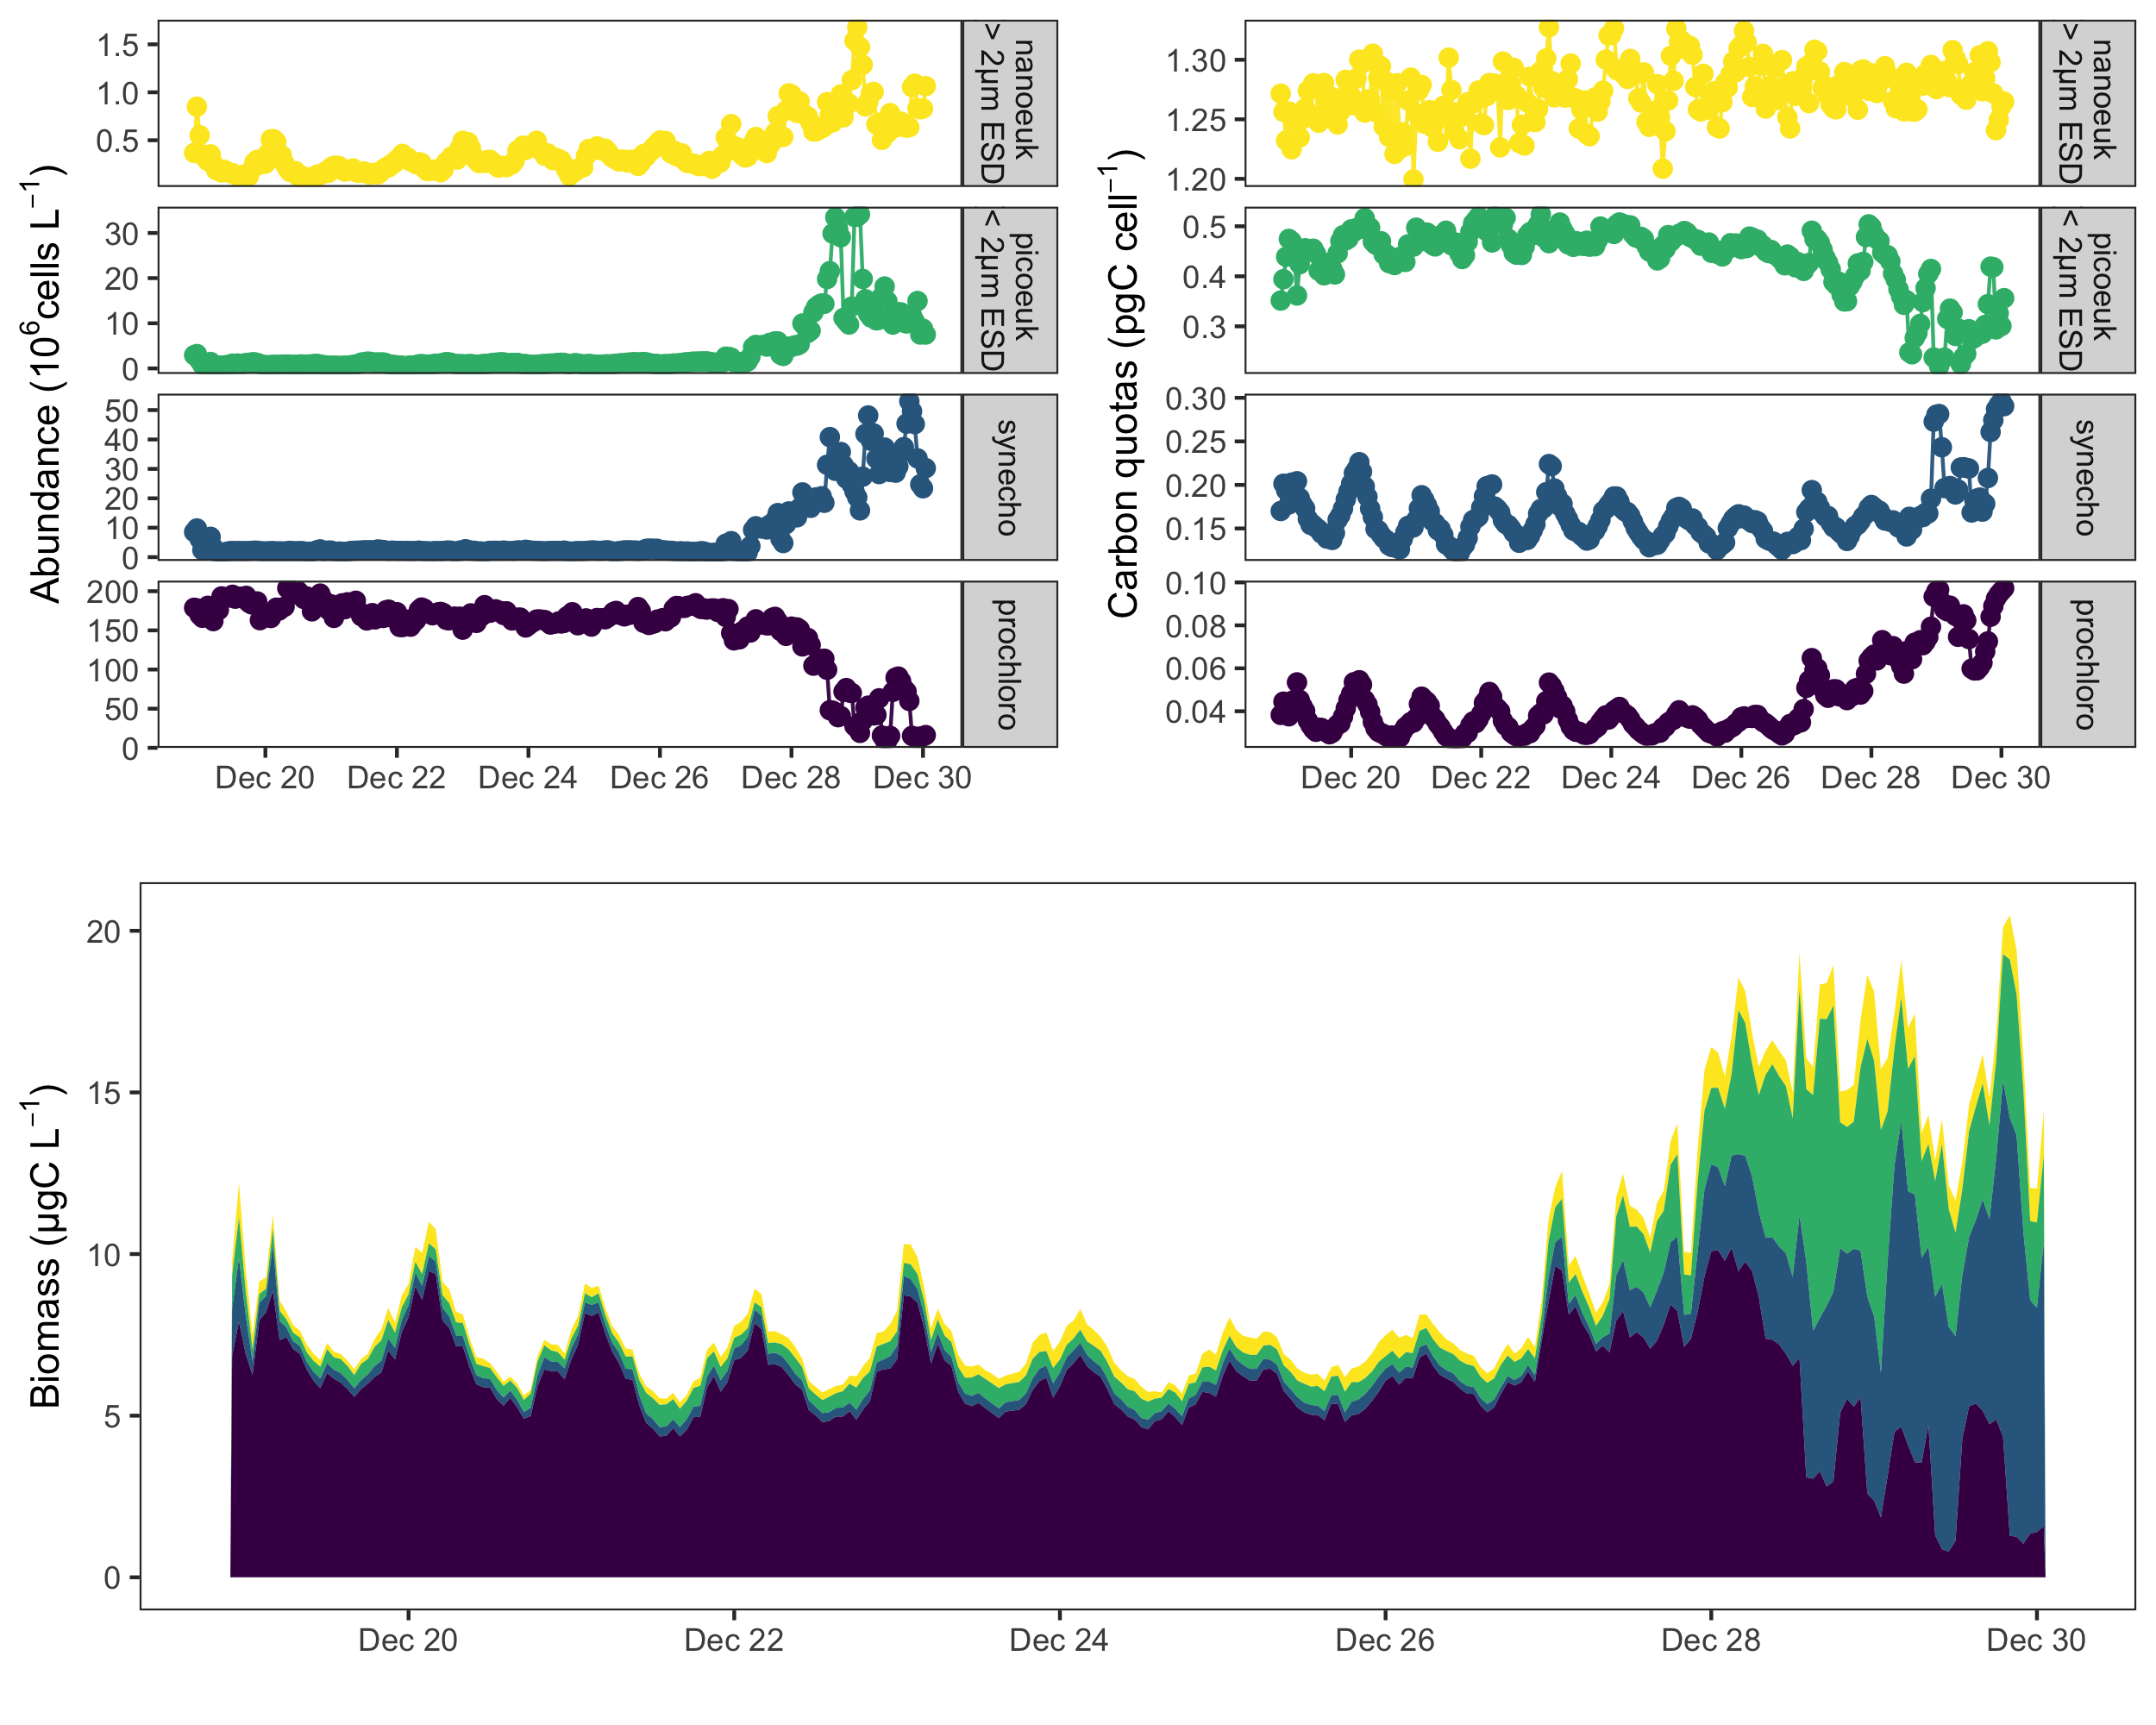 Abundance (10⁶cells L⁻¹)
1.5
1.0
0.5
nanoeuk
> 2µm ESD
30
20
10
0
picoeuk
< 2µm ESD
50
40
30
20
10
0
synecho
200
150
100
50
0
prochloro
Dec 20 Dec 22 Dec 24 Dec 26 Dec 28 Dec 30
Carbon quotas (pgC cell⁻¹)
1.30
1.25
1.20
nanoeuk
> 2µm ESD
0.5
0.4
0.3
picoeuk
< 2µm ESD
0.30
0.25
0.20
0.15
synecho
0.10
0.08
0.06
0.04
prochloro
Dec 20 Dec 22 Dec 24 Dec 26 Dec 28 Dec 30
Biomass (µgC L⁻¹)
20
15
10
5
0
Dec 20 Dec 22 Dec 24 Dec 26 Dec 28 Dec 30